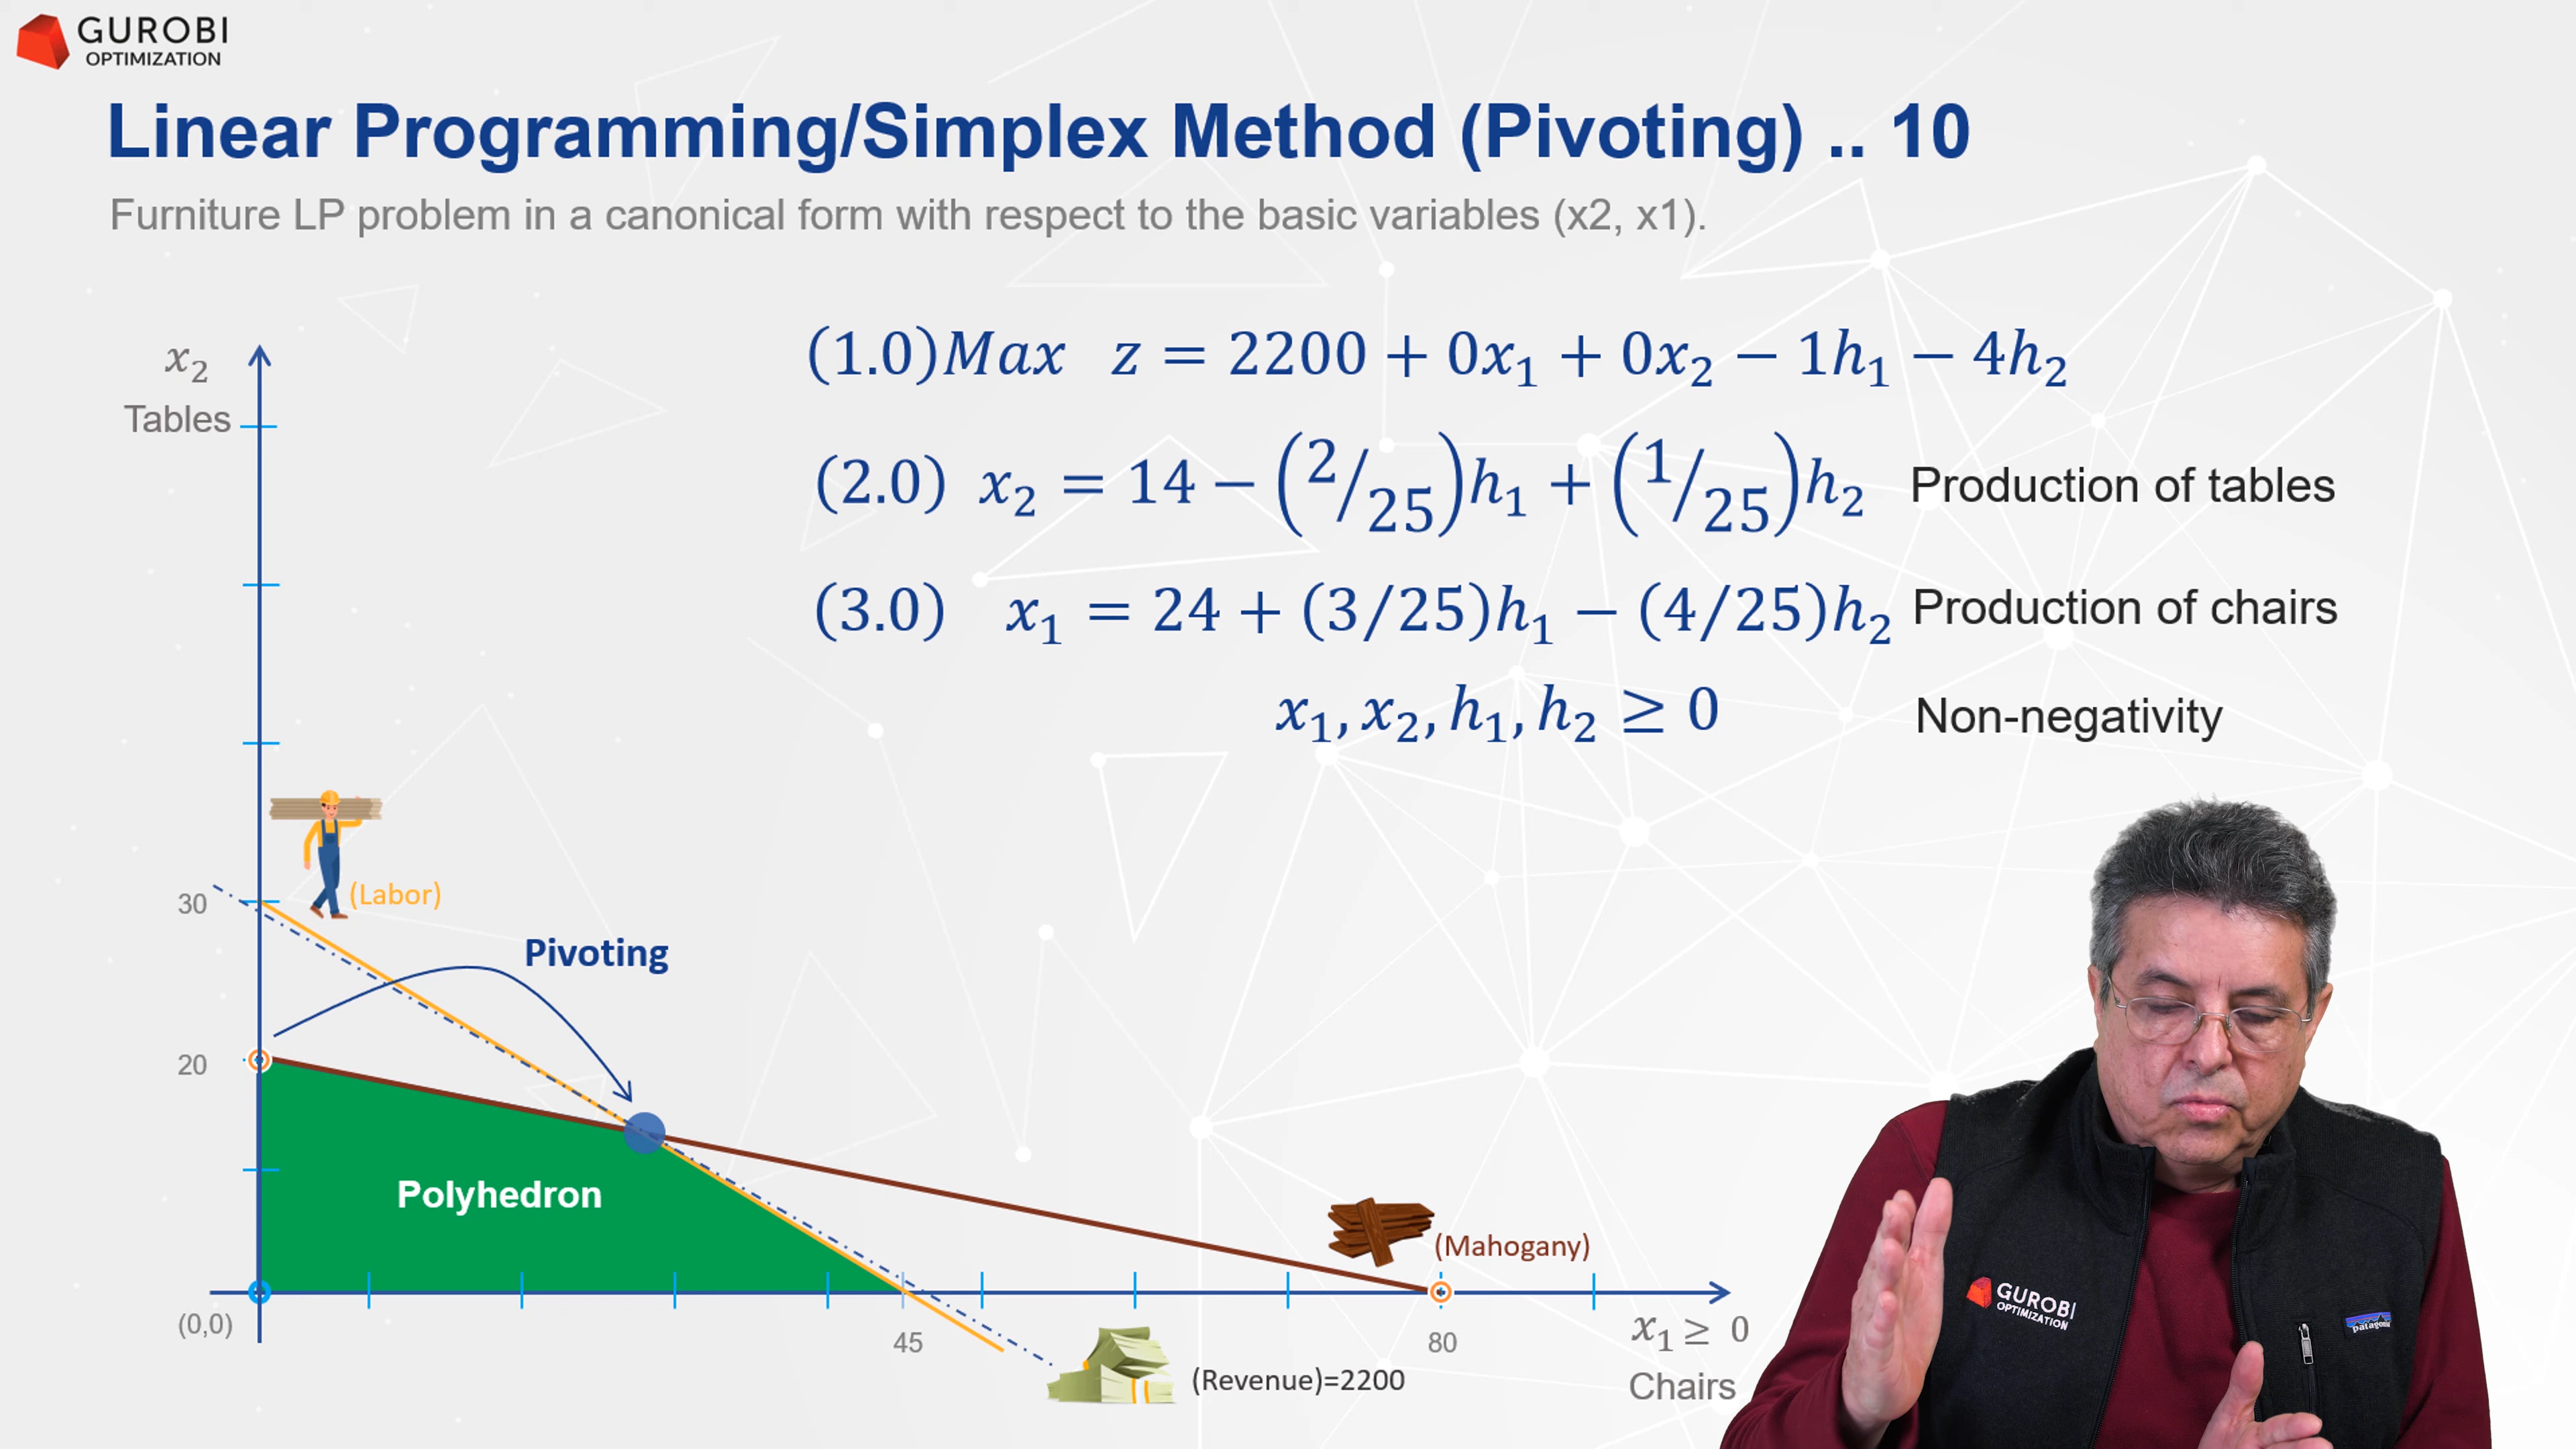 GUROBI
OPTIMIZATION
Linear Programming/Simplex Method (Pivoting) .. 10
Furniture LP problem in a canonical form with respect to the basic variables (x2, x1).
(1.0)Max z = 2200 + 0x₁ + 0x₂ − 1h₁ − 4h₂
(2.0) x₂ = 14 − (2/25)h₁ + (1/25)h₂ Production of tables
(3.0) x₁ = 24 + (3/25)h₁ − (4/25)h₂ Production of chairs
x₁, x₂, h₁, h₂ ≥ 0 Non-negativity
x₂
Tables
30
(Labor)
Pivoting
20
Polyhedron
(Mahogany)
(0,0)
45
80
x₁ ≥ 0
Chairs
(Revenue)=2200
GUROBI
OPTIMIZATION
patagonia